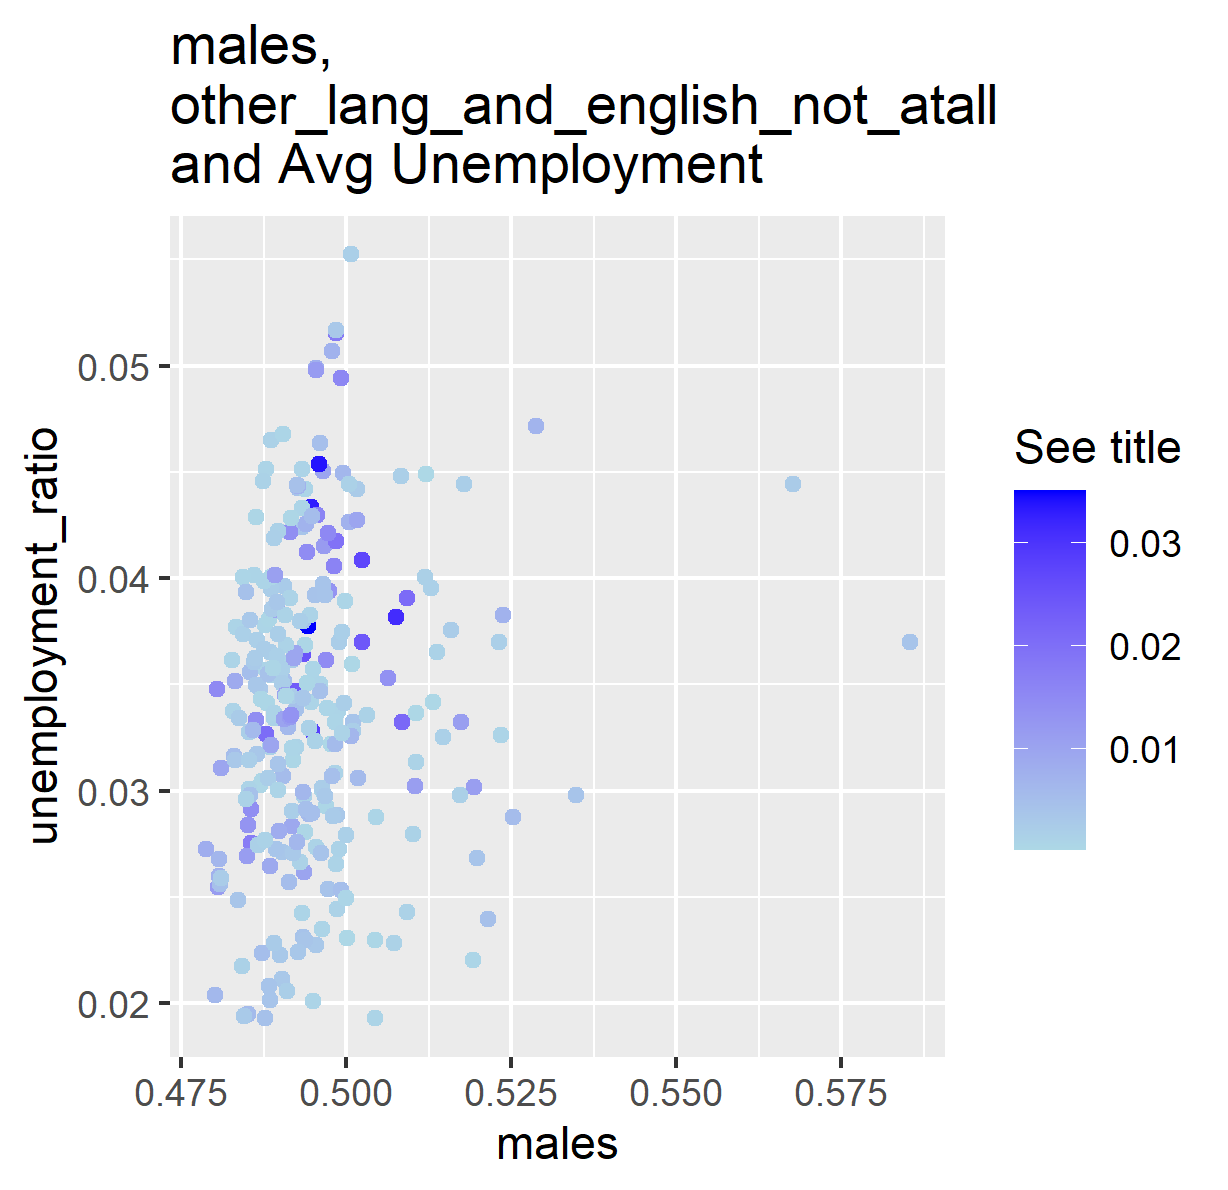 males,
other_lang_and_english_not_atall
and Avg Unemployment
unemployment_ratio
0.05
0.04
0.03
0.02
0.475 0.500 0.525 0.550 0.575
males
See title
0.03
0.02
0.01